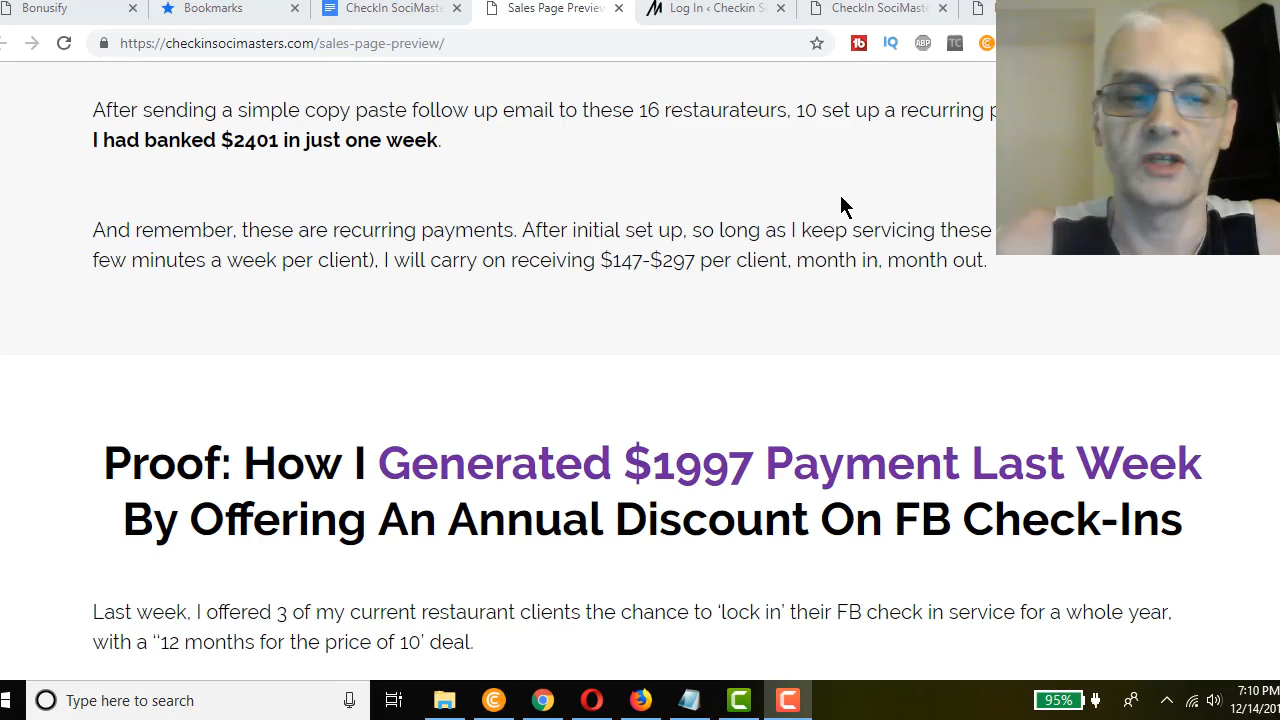 Bonusify
Bookmarks
CheckIn SociMaste
Sales Page Preview
Log In ‹ Checkin S
CheckIn SociMaste
https://checkinsocimasters.com/sales-page-preview/
After sending a simple copy paste follow up email to these 16 restaurateurs, 10 set up a recurring p
I had banked $2401 in just one week.
And remember, these are recurring payments. After initial set up, so long as I keep servicing these
few minutes a week per client), I will carry on receiving $147-$297 per client, month in, month out.
Proof: How I Generated $1997 Payment Last Week
By Offering An Annual Discount On FB Check-Ins
Last week, I offered 3 of my current restaurant clients the chance to ‘lock in’ their FB check in service for a whole year,
with a ‘‘12 months for the price of 10’ deal.
Type here to search
95%
7:10 PM
12/14/201